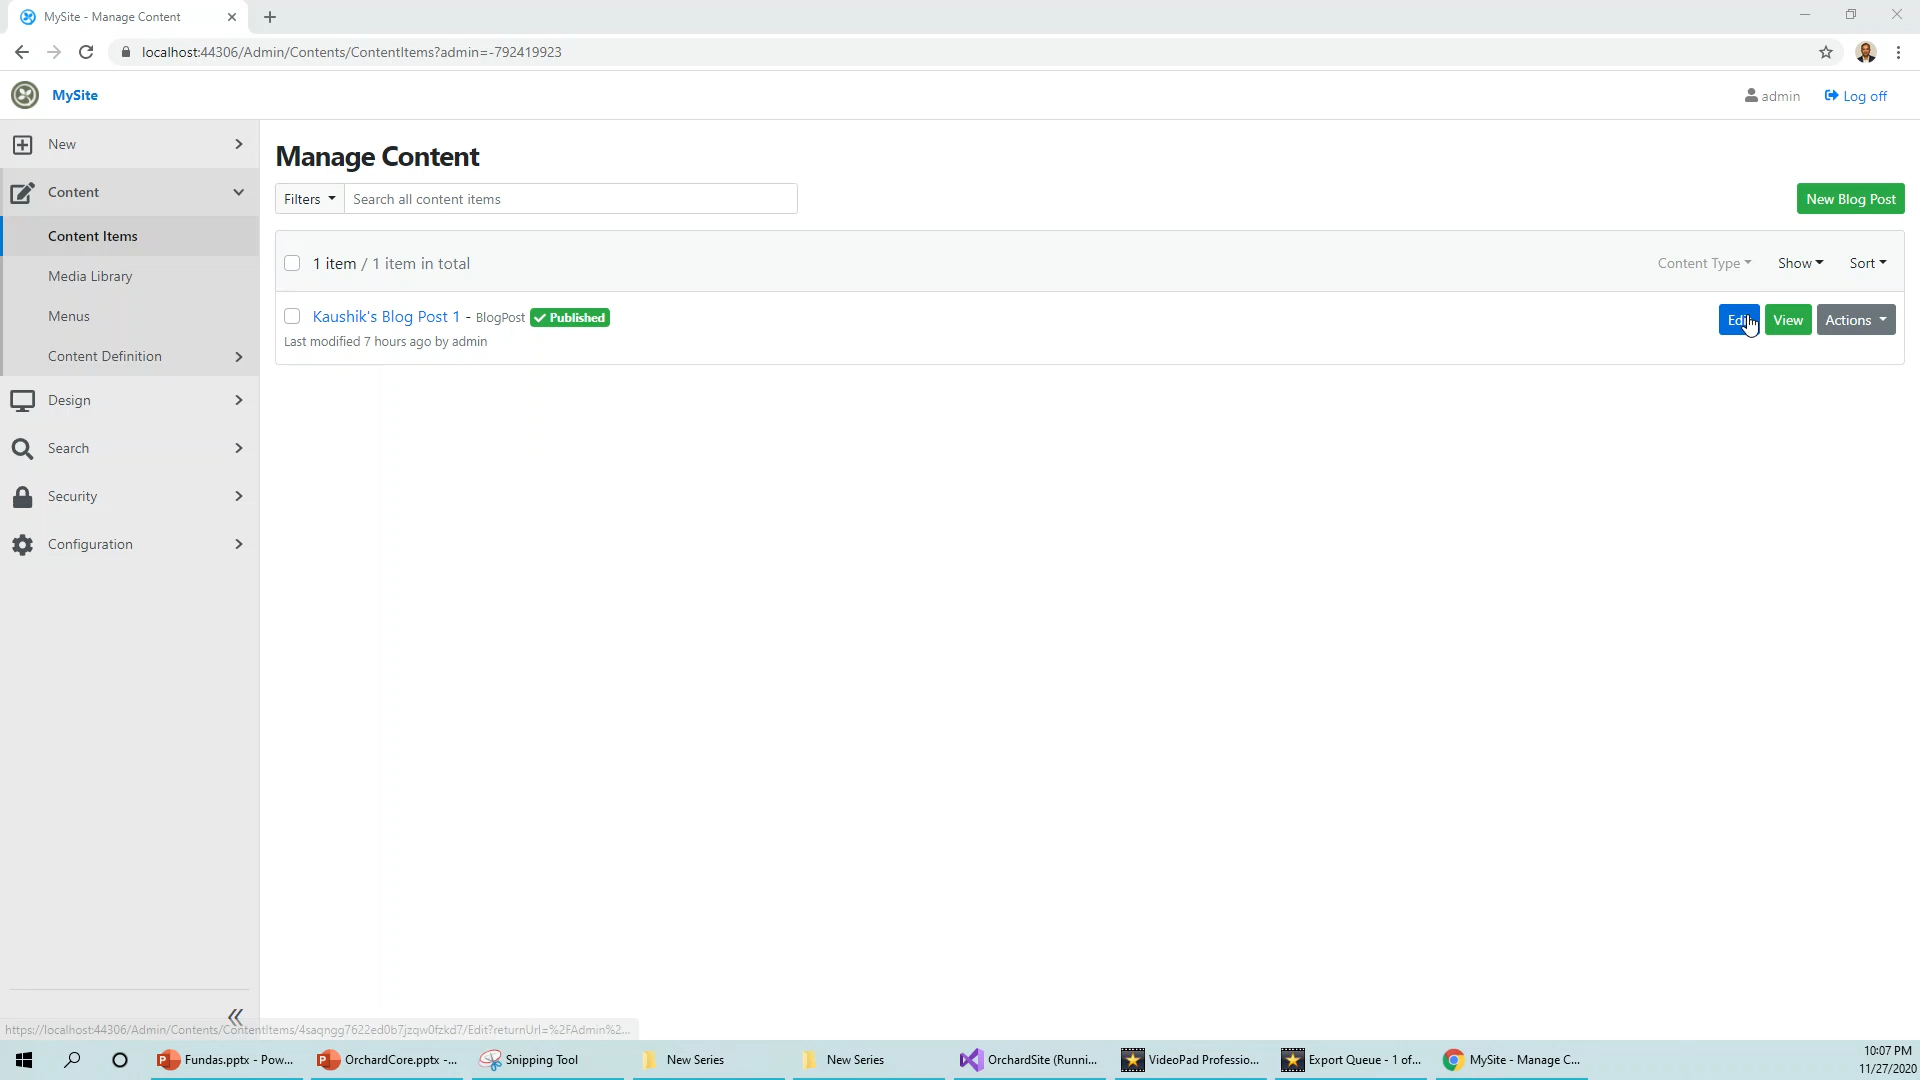 MySite - Manage Content
localhost:44306/Admin/Contents/ContentItems?admin=-792419923
MySite
admin
Log off
New
Content
Content Items
Media Library
Menus
Content Definition
Design
Search
Security
Configuration
Manage Content
Filters
Search all content items
New Blog Post
1 item / 1 item in total
Content Type
Show
Sort
Kaushik's Blog Post 1 - BlogPost Published
Last modified 7 hours ago by admin
Edit
View
Actions
https://localhost:44306/Admin/Contents/ContentItems/4saqngg7622ed0b7jzqw0fzkd7/Edit?returnUrl=%2FAdmin%2...
Fundas.pptx - Pow...
OrchardCore.pptx -...
Snipping Tool
New Series
New Series
OrchardSite (Runni...
VideoPad Professio...
Export Queue - 1 of...
MySite - Manage C...
10:07 PM
11/27/2020